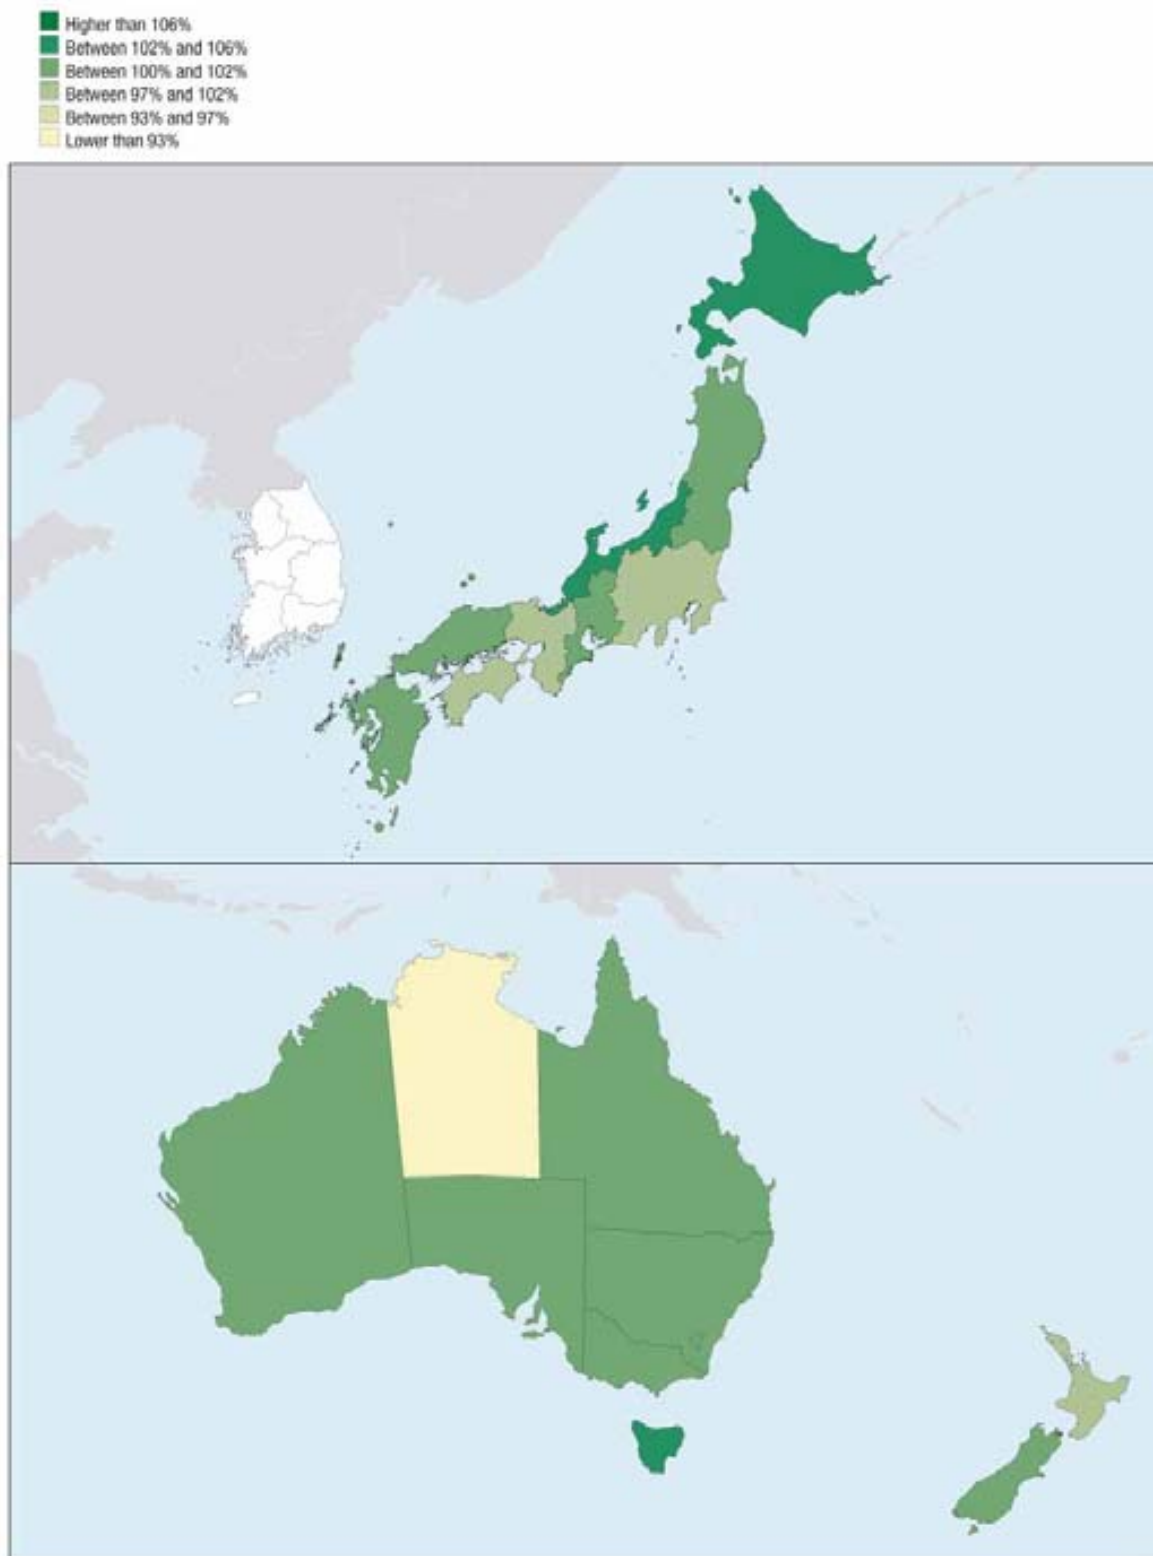 Higher than 106%
Between 102% and 106%
Between 100% and 102%
Between 97% and 102%
Between 93% and 97%
Lower than 93%